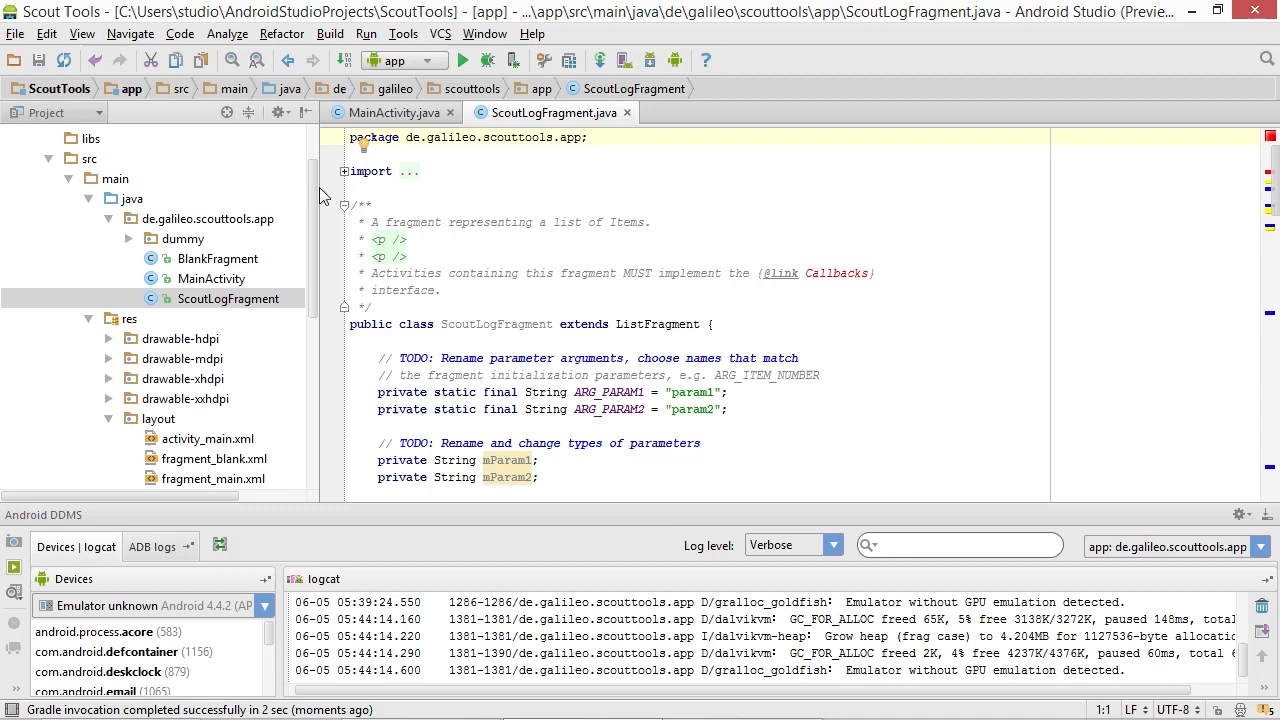 Scout Tools - [C:\Users\studio\AndroidStudioProjects\ScoutTools] - [app] - ...\app\src\main\java\de\galileo\scouttools\app\ScoutLogFragment.java - Android Studio (Previe...
File Edit View Navigate Code Analyze Refactor Build Run Tools VCS Window Help
app
ScoutTools app src main java de galileo scouttools app ScoutLogFragment
Project
MainActivity.java ScoutLogFragment.java
libs
src
main
java
de.galileo.scouttools.app
dummy
BlankFragment
MainActivity
ScoutLogFragment
res
drawable-hdpi
drawable-mdpi
drawable-xhdpi
drawable-xxhdpi
layout
activity_main.xml
fragment_blank.xml
fragment_main.xml
package de.galileo.scouttools.app;
import ...
/**
* A fragment representing a list of Items.
* <p />
* <p />
* Activities containing this fragment MUST implement the {@link Callbacks}
* interface.
*/
public class ScoutLogFragment extends ListFragment {
// TODO: Rename parameter arguments, choose names that match
// the fragment initialization parameters, e.g. ARG_ITEM_NUMBER
private static final String ARG_PARAM1 = "param1";
private static final String ARG_PARAM2 = "param2";
// TODO: Rename and change types of parameters
private String mParam1;
private String mParam2;
Android DDMS
Devices | logcat ADB logs
Log level: Verbose
app: de.galileo.scouttools.app
Devices
Emulator unknown Android 4.4.2 (AP
android.process.acore (583)
com.android.defcontainer (1156)
com.android.deskclock (879)
com.android.email (1065)
logcat
06-05 05:39:24.550 1286-1286/de.galileo.scouttools.app D/gralloc_goldfish: Emulator without GPU emulation detected.
06-05 05:44:14.160 1381-1381/de.galileo.scouttools.app D/dalvikvm: GC_FOR_ALLOC freed 65K, 5% free 3138K/3272K, paused 148ms, total
06-05 05:44:14.220 1381-1381/de.galileo.scouttools.app I/dalvikvm-heap: Grow heap (frag case) to 4.204MB for 1127536-byte allocatio
06-05 05:44:14.290 1381-1390/de.galileo.scouttools.app D/dalvikvm: GC_FOR_ALLOC freed 2K, 4% free 4237K/4376K, paused 60ms, total 6
06-05 05:44:14.600 1381-1381/de.galileo.scouttools.app D/gralloc_goldfish: Emulator without GPU emulation detected.
Gradle invocation completed successfully in 2 sec (moments ago)
1:1 LF UTF-8 5